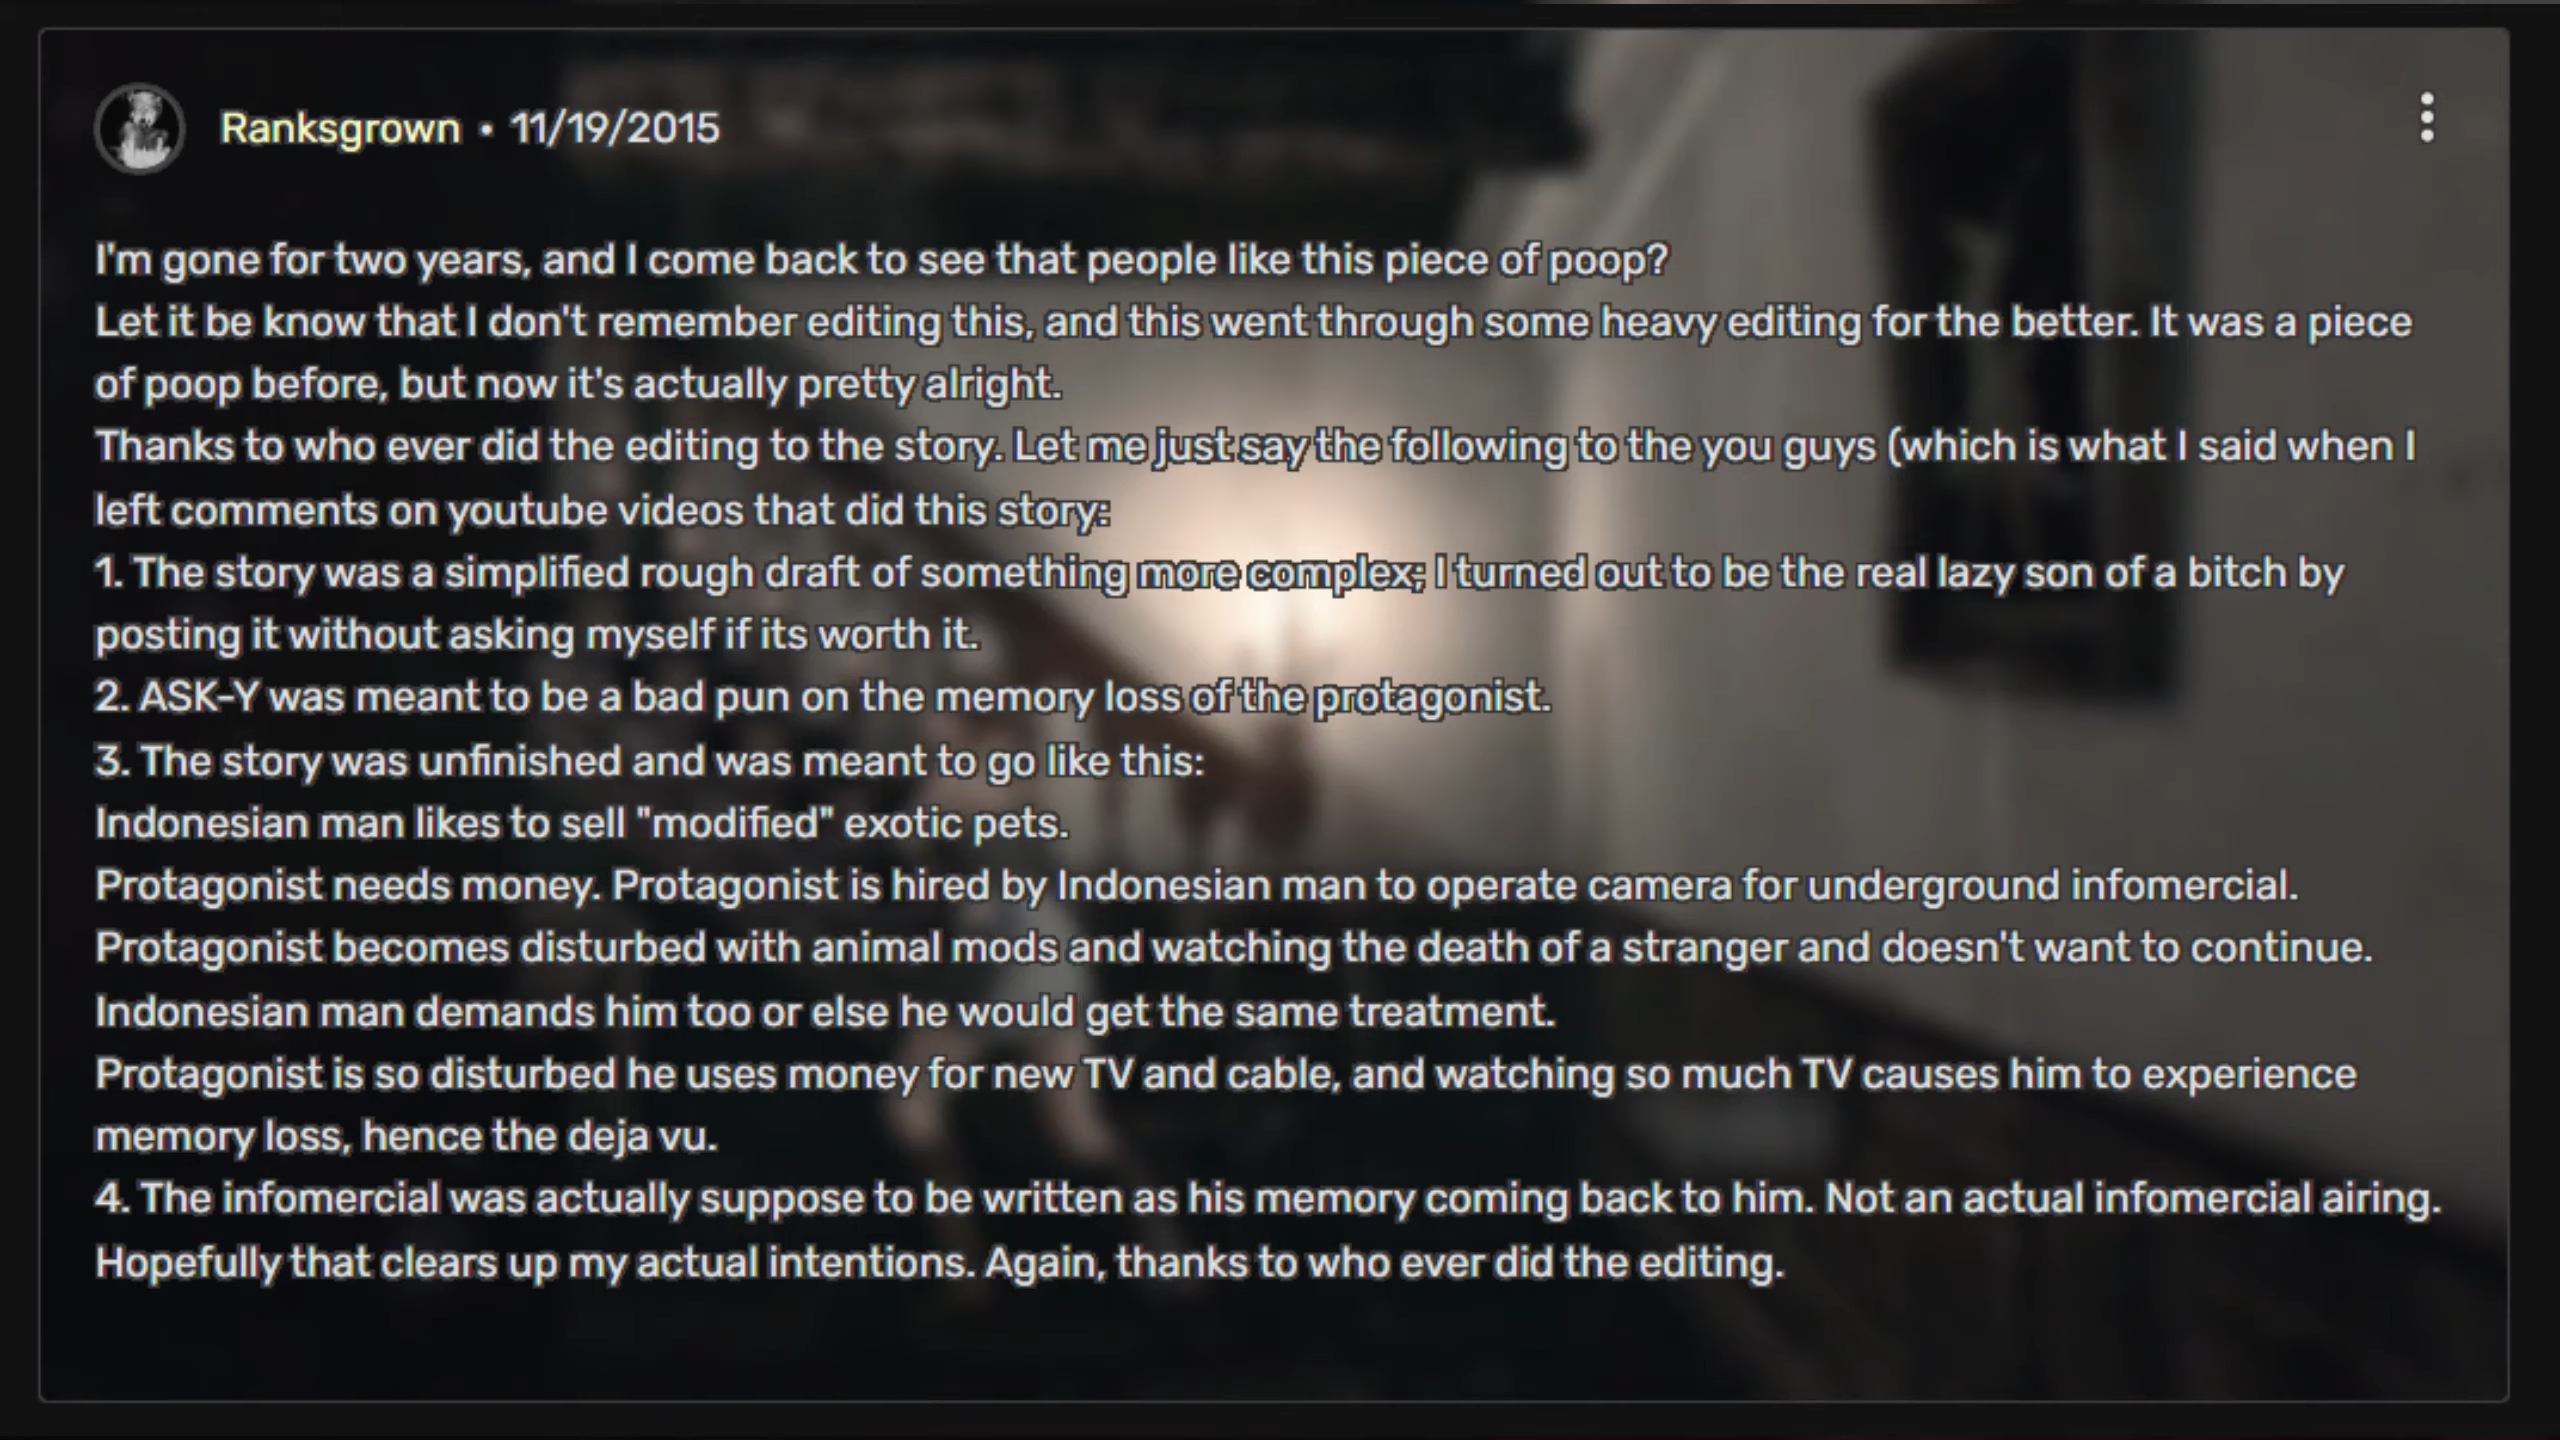 Ranksgrown • 11/19/2015
I'm gone for two years, and I come back to see that people like this piece of poop?
Let it be know that I don't remember editing this, and this went through some heavy editing for the better. It was a piece
of poop before, but now it's actually pretty alright.
Thanks to who ever did the editing to the story. Let me just say the following to the you guys (which is what I said when I
left comments on youtube videos that did this story:
1. The story was a simplified rough draft of something more complex; I turned out to be the real lazy son of a bitch by
posting it without asking myself if its worth it.
2. ASK-Y was meant to be a bad pun on the memory loss of the protagonist.
3. The story was unfinished and was meant to go like this:
Indonesian man likes to sell "modified" exotic pets.
Protagonist needs money. Protagonist is hired by Indonesian man to operate camera for underground infomercial.
Protagonist becomes disturbed with animal mods and watching the death of a stranger and doesn't want to continue.
Indonesian man demands him too or else he would get the same treatment.
Protagonist is so disturbed he uses money for new TV and cable, and watching so much TV causes him to experience
memory loss, hence the deja vu.
4. The infomercial was actually suppose to be written as his memory coming back to him. Not an actual infomercial airing.
Hopefully that clears up my actual intentions. Again, thanks to who ever did the editing.